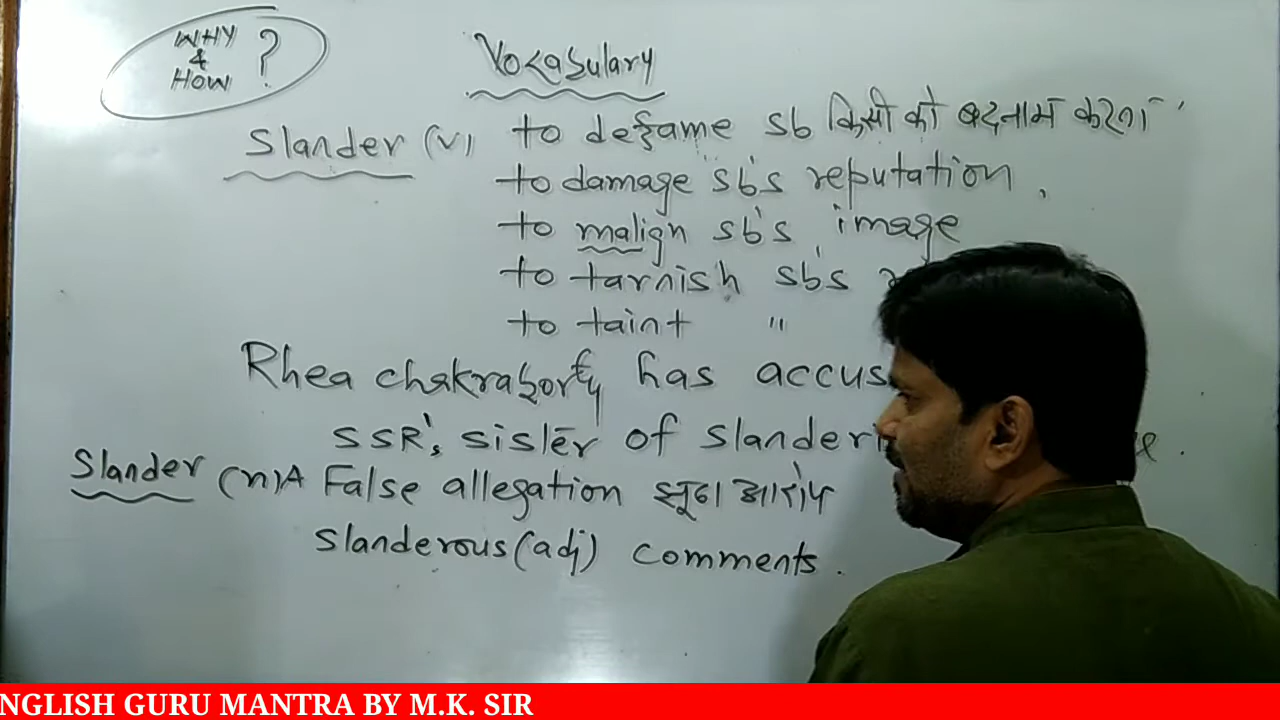 WHY
&
HOW ?
Vocabulary
Slander (v) to defame sb किसी को बदनाम करना
to damage sb's reputation,
to malign sb's image
to tarnish sb's
to taint "
Rhea chakraborty has
SSR's sister of
Slander (n) A False allegation झूठा आरोप
Slanderous (adj) comments.
NGLISH GURU MANTRA BY M.K. SIR